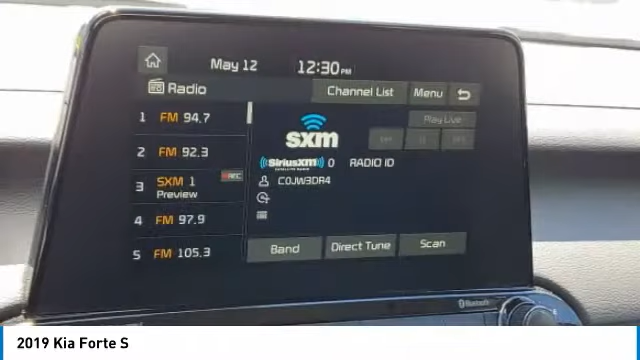 May 12 12:30 PM
Radio
Channel List Menu
1 FM 94.7
Play Live
sxm
2 FM 92.3
((SiriusXM)) 0 RADIO ID
3 SXM 1 REC
Preview
C0JW3DR4
4 FM 97.9
5 FM 105.3
Band Direct Tune Scan
Bluetooth
2019 Kia Forte S